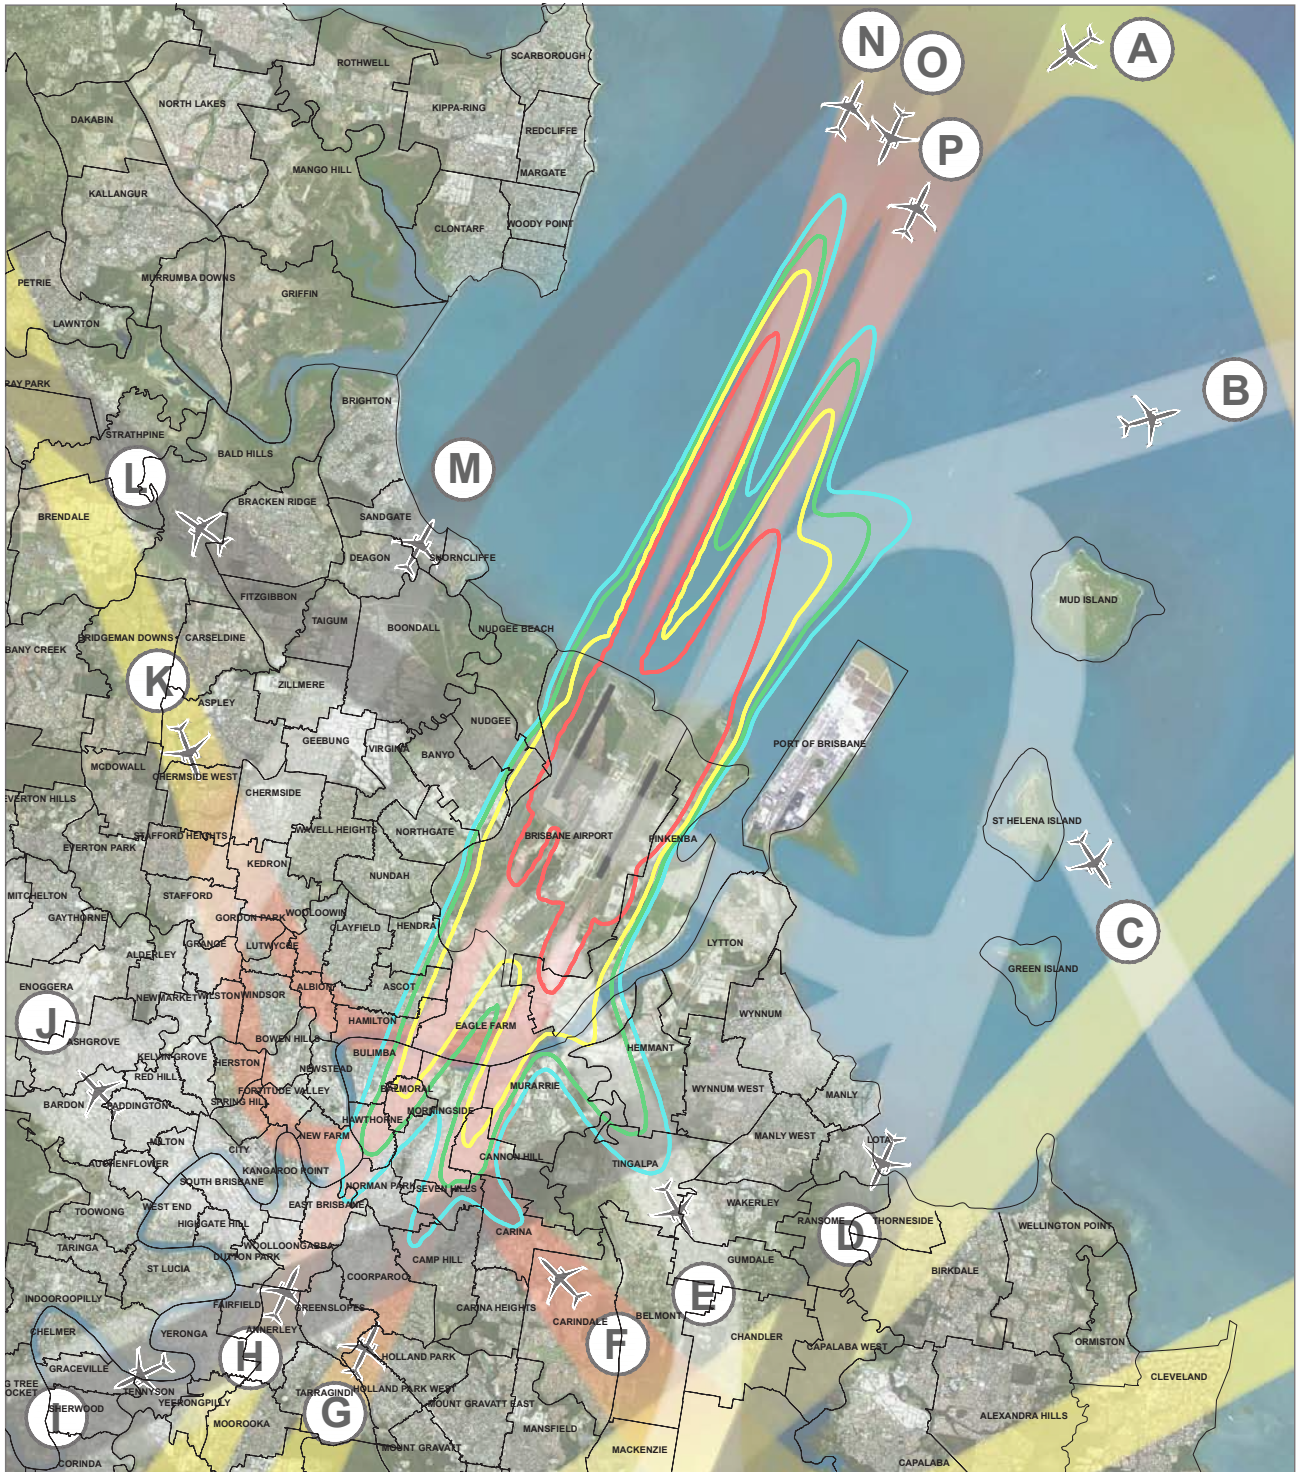 N
O
A
SCARBOROUGH
ROTHWELL
NORTH LAKES
KIPPA-RING
DAKABIN
REDCLIFFE
P
MANGO HILL
MARGATE
KALLANGUR
CLONTARF
WOODY POINT
PETRIE
MURRUMBA DOWNS
GRIFFIN
LAWNTON
RAY PARK
B
BRIGHTON
STRATHPINE
BALD HILLS
M
L
BRACKEN RIDGE
BRENDALE
SANDGATE
DEAGON
SHORNCLIFFE
FITZGIBBON
MUD ISLAND
TAIGUM
BOONDALL
NUDGEE BEACH
BRIDGEMAN DOWNS
CARSELDINE
BANY CREEK
K
ZILLMERE
ASPLEY
NUDGEE
GEEBUNG
VIRGINIA
BANYO
PORT OF BRISBANE
MCDOWALL
CHERMSIDE WEST
CHERMSIDE
EVERTON HILLS
ST HELENA ISLAND
STAFFORD HEIGHTS
WAVELL HEIGHTS
NORTHGATE
BRISBANE AIRPORT
PINKENBA
EVERTON PARK
KEDRON
NUNDAH
MITCHELTON
STAFFORD
GAYTHORNE
GORDON PARK
WOOLOOWIN
CLAYFIELD
HENDRA
C
GRANGE
LUTWYCHE
LYTTON
ALDERLEY
GREEN ISLAND
ENOGGERA
ALBION
ASCOT
NEWMARKET
WILSTON
WINDSOR
J
HAMILTON
EAGLE FARM
WYNNUM
ASHGROVE
BOWEN HILLS
BULIMBA
HEMMANT
KELVIN GROVE
HERSTON
RED HILL
NEWSTEAD
BALMORAL
MURARRIE
WYNNUM WEST
FORTITUDE VALLEY
MANLY
BARDON
PADDINGTON
SPRING HILL
HAWTHORNE
MORNINGSIDE
NEW FARM
MANLY WEST
LOTA
MILTON
CITY
CANNON HILL
AUCHENFLOWER
KANGAROO POINT
TINGALPA
SOUTH BRISBANE
NORMAN PARK
SEVEN HILLS
WEST END
EAST BRISBANE
WAKERLEY
TOOWONG
HIGHGATE HILL
RANSOME
THORNESIDE
WELLINGTON POINT
CARINA
D
WOOLLOONGABBA
TARINGA
DUTTON PARK
CAMP HILL
GUMDALE
ST LUCIA
COORPAROO
BIRKDALE
INDOOROOPILLY
FAIRFIELD
GREENSLOPES
CARINA HEIGHTS
E
BELMONT
CARINDALE
CHELMER
YERONGA
ANNERLEY
F
CHANDLER
ORMISTON
CAPALABA WEST
H
HOLLAND PARK
GRACEVILLE
G TREE
OCKET
TENNYSON
CLEVELAND
TARRAGINDI
HOLLAND PARK WEST
YEERONGPILLY
MOUNT GRAVATT EAST
SHERWOOD
I
G
ALEXANDRA HILLS
MOOROOKA
MANSFIELD
MOUNT GRAVATT
MACKENZIE
CORINDA
CAPALABA